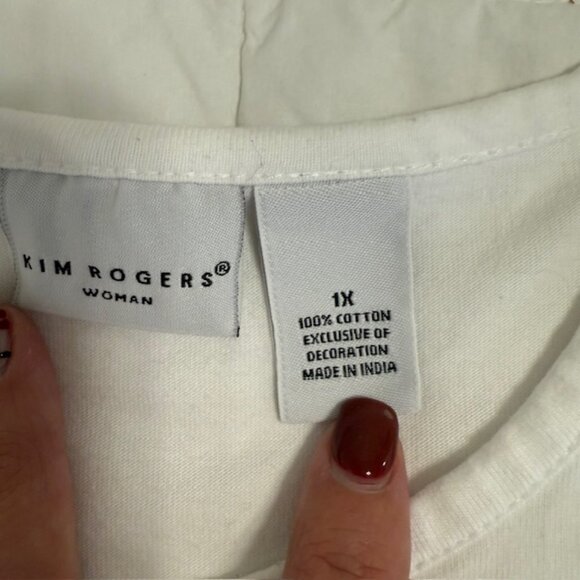 KIM ROGERS®
WOMAN
1X
100% COTTON
EXCLUSIVE OF
DECORATION
MADE IN INDIA